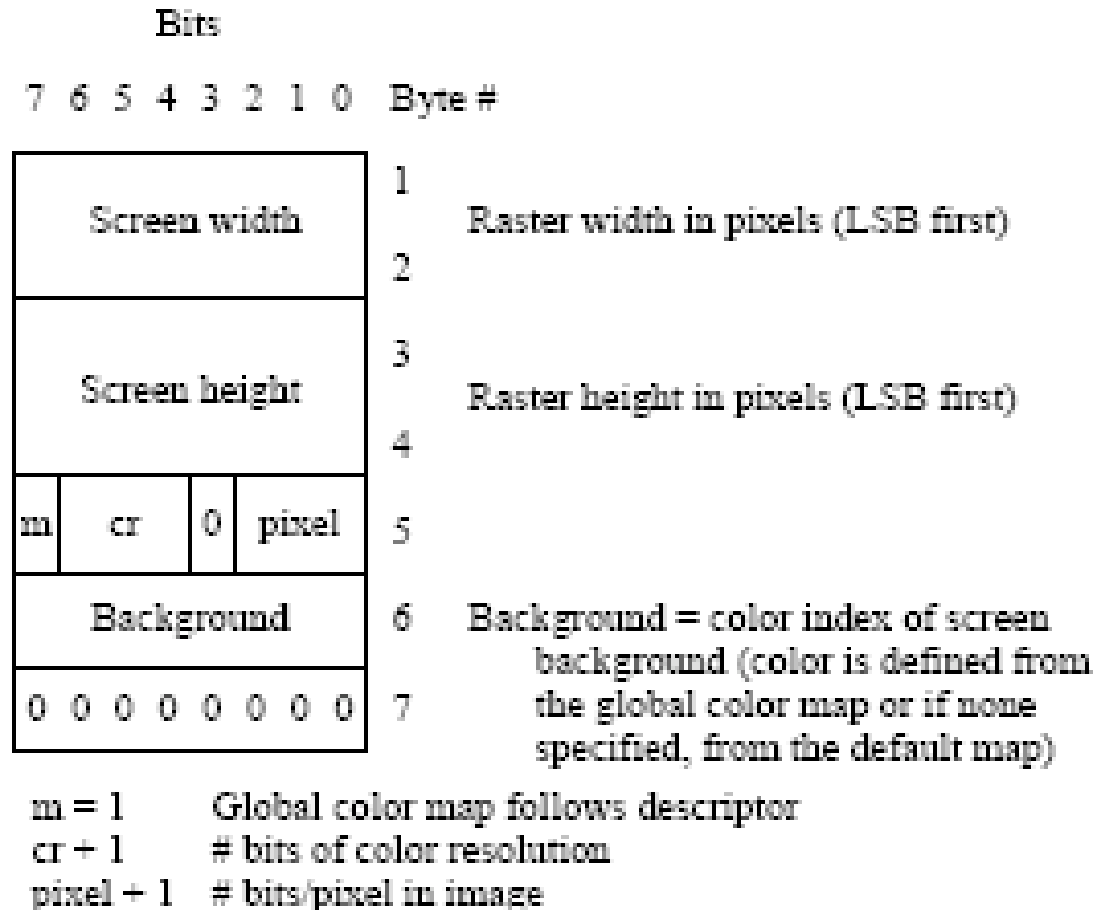 Bits
7 6 5 4 3 2 1 0 Byte #
1
Screen width Raster width in pixels (LSB first)
2
3
Screen height Raster height in pixels (LSB first)
4
m cr 0 pixel 5
Background 6 Background = color index of screen
background (color is defined from
0 0 0 0 0 0 0 0 7 the global color map or if none
specified, from the default map)
m = 1 Global color map follows descriptor
cr + 1 # bits of color resolution
pixel + 1 # bits/pixel in image